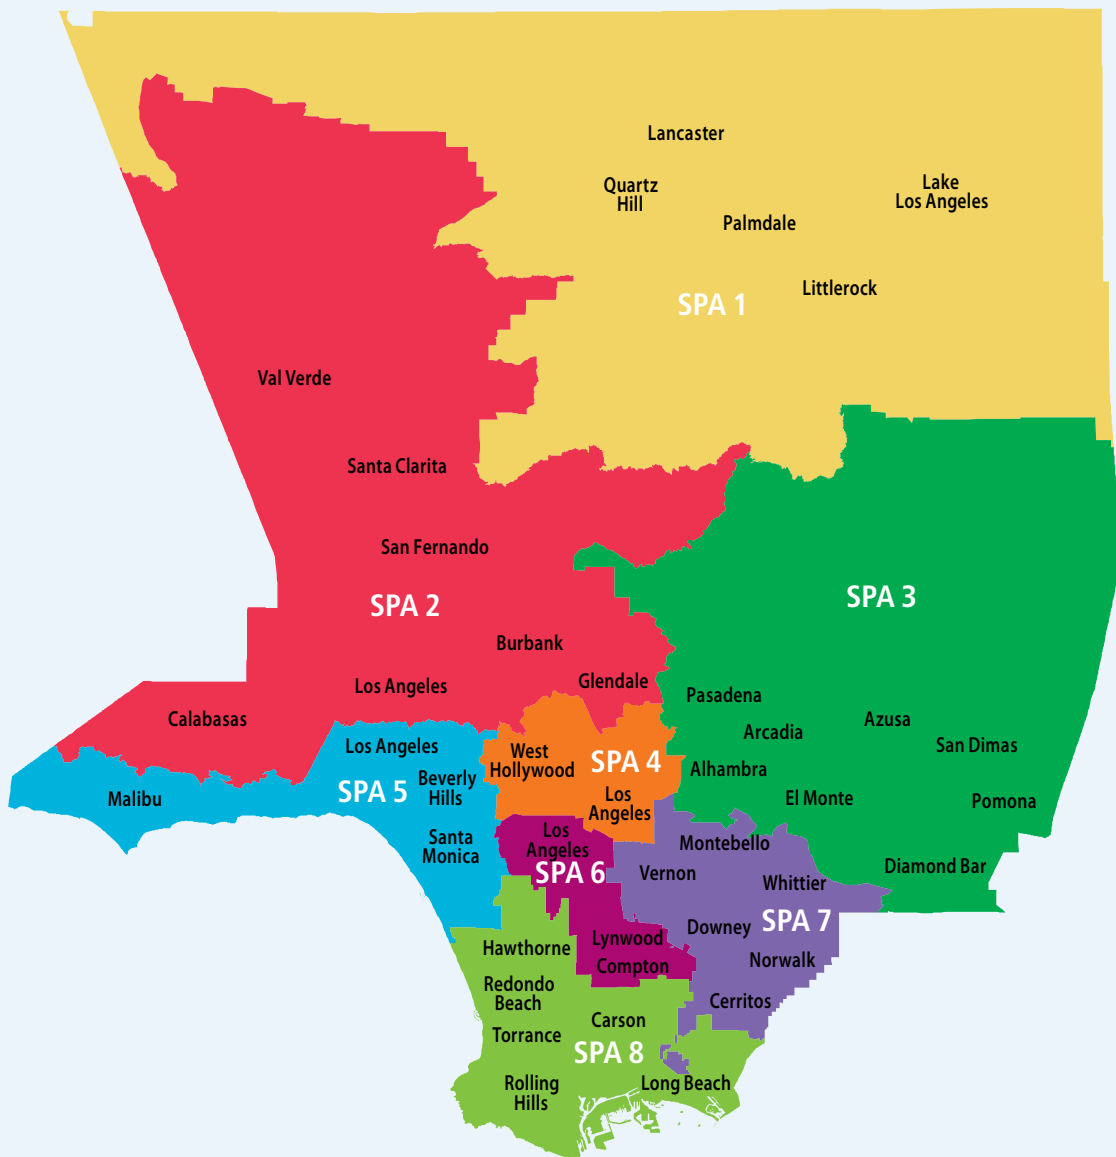 Lancaster
Quartz
Hill
Lake
Los Angeles
Palmdale
Littlerock
SPA 1
Val Verde
Santa Clarita
San Fernando
SPA 2
SPA 3
Burbank
Glendale
Los Angeles
Calabasas
Pasadena
Azusa
Arcadia
San Dimas
Los Angeles
West
Hollywood
SPA 4
Alhambra
Beverly
Hills
SPA 5
Malibu
Los
Angeles
El Monte
Pomona
Santa
Monica
Los
Angeles
SPA 6
Montebello
Vernon
Whittier
Diamond Bar
SPA 7
Downey
Hawthorne
Lynwood
Compton
Norwalk
Redondo
Beach
Cerritos
Carson
Torrance
SPA 8
Rolling
Hills
Long Beach